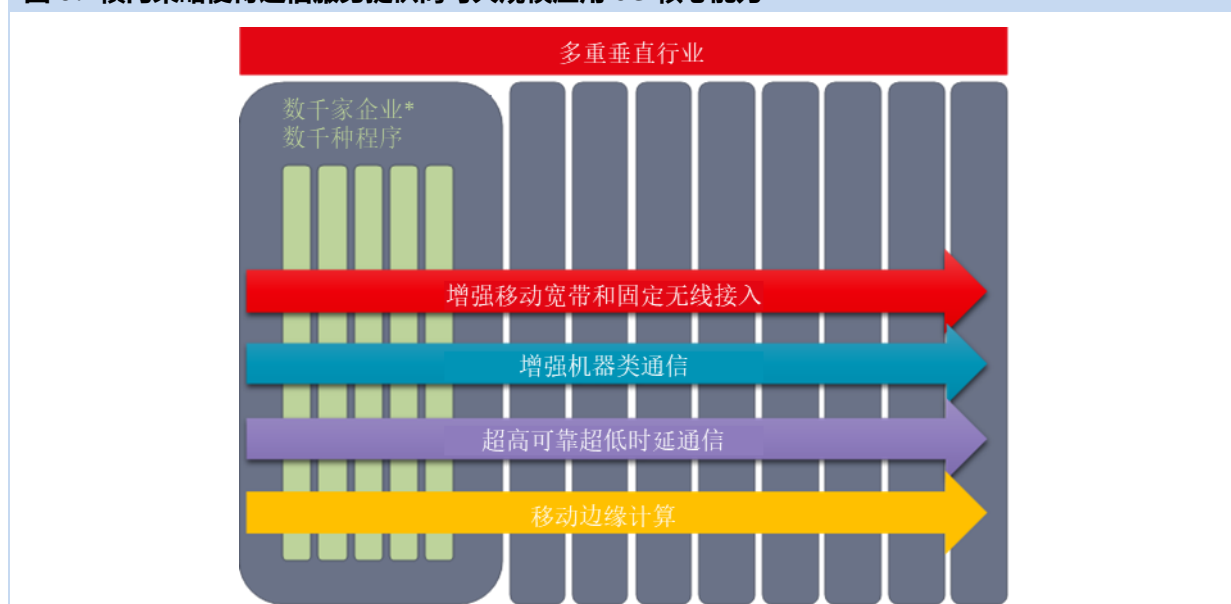 多重垂直行业
数千家企业*
数千种程序
增强移动宽带和固定无线接入
增强机器类通信
超高可靠超低时延通信
移动边缘计算